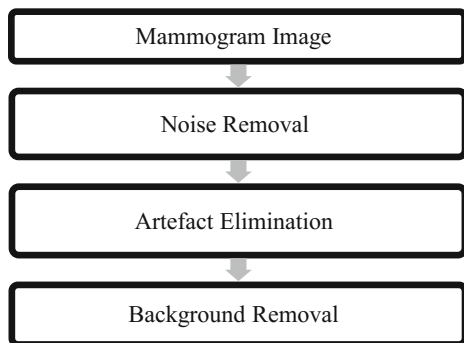 Mammogram Image
Noise Removal
Artefact Elimination
Background Removal